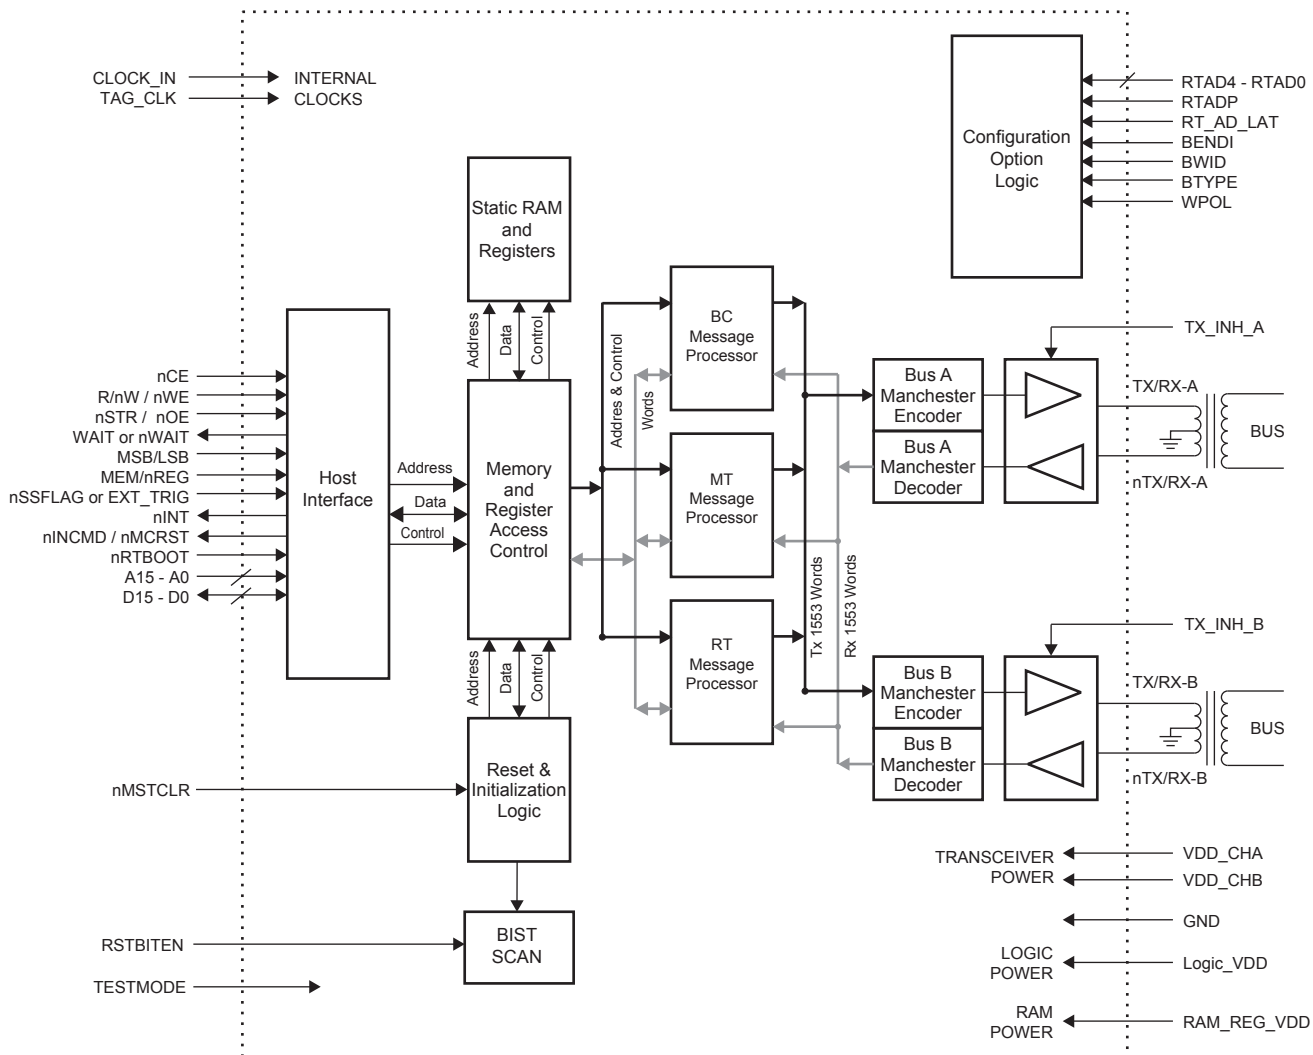 CLOCK_IN
TAG_CLK
INTERNAL
CLOCKS
Configuration
Option
Logic
RTAD4 - RTAD0
RTADP
RT_AD_LAT
BENDI
BWID
BTYPE
WPOL
Static RAM
and
Registers
Address
Data
Control
nCE
R/nW / nWE
nSTR / nOE
WAIT or nWAIT
MSB/LSB
MEM/nREG
nSSFLAG or EXT_TRIG
nINT
nINCMD / nMCRST
nRTBOOT
A15 - A0
D15 - D0
Host
Interface
Address
Data
Control
Memory
and
Register
Access
Control
Addres & Control
Words
BC
Message
Processor
MT
Message
Processor
RT
Message
Processor
Tx 1553 Words
Rx 1553 Words
Bus A
Manchester
Encoder
Bus A
Manchester
Decoder
TX_INH_A
TX/RX-A
nTX/RX-A
BUS
Bus B
Manchester
Encoder
Bus B
Manchester
Decoder
TX_INH_B
TX/RX-B
nTX/RX-B
BUS
Address
Data
Control
nMSTCLR
Reset &
Initialization
Logic
RSTBITEN
BIST
SCAN
TESTMODE
TRANSCEIVER
POWER
VDD_CHA
VDD_CHB
GND
LOGIC
POWER
Logic_VDD
RAM
POWER
RAM_REG_VDD